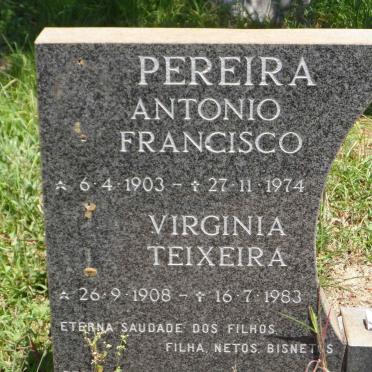 PEREIRA
ANTONIO
FRANCISCO
6·4·1903 – ✝ 27·11·1974
VIRGINIA
TEIXEIRA
26·9·1908 – ✝ 16·7·1983
ETERNA SAUDADE DOS FILHOS,
FILHA, NETOS, BISNETOS